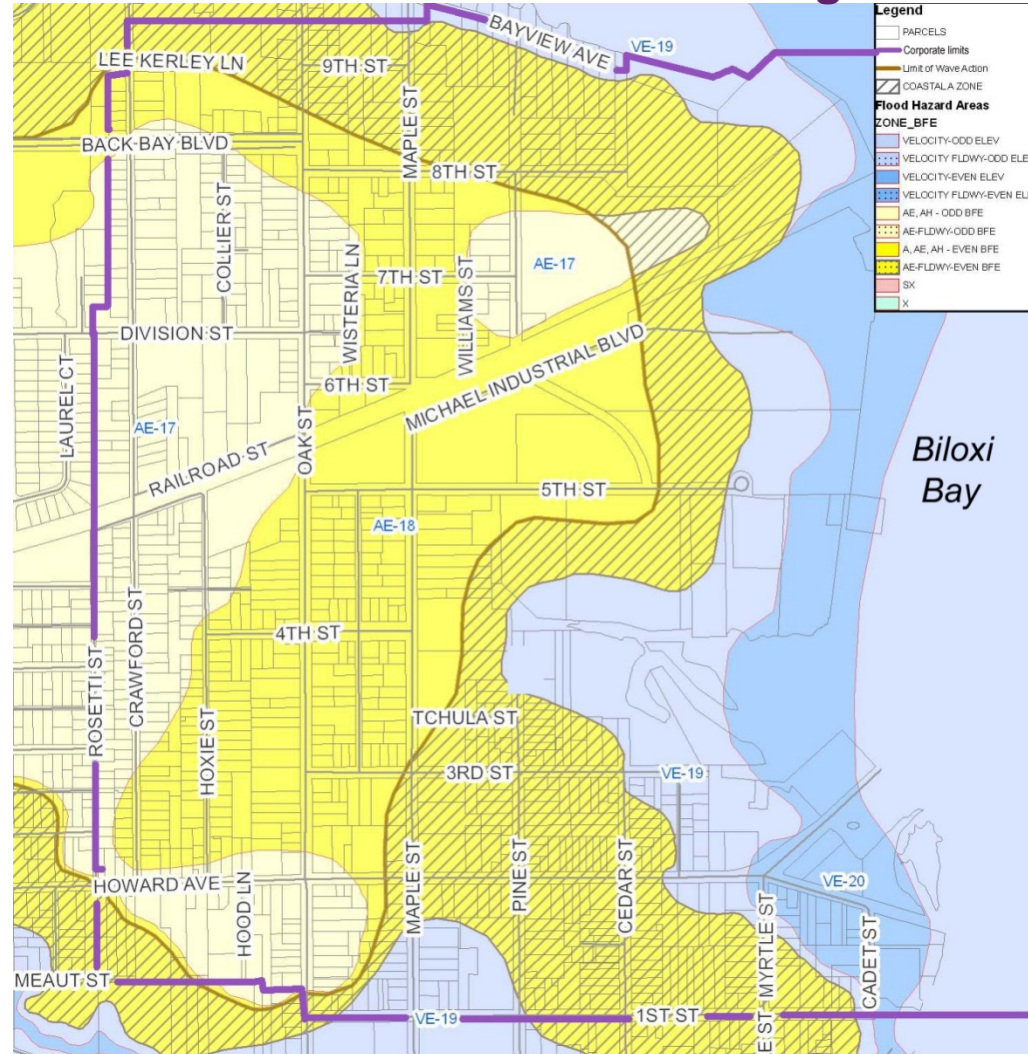 Legend
PARCELS
Corporate limits
Limit of Wave Action
COASTALA ZONE
Flood Hazard Areas
ZONE_BFE
VELOCITY-ODD ELEV
VELOCITY FLDWY-ODD ELE
VELOCITY-EVEN ELEV
VELOCITY FLDWY-EVEN EL
AE, AH - ODD BFE
AE-FLDWY-ODD BFE
A, AE, AH - EVEN BFE
AE-FLDWY-EVEN BFE
SX
X
BAYVIEW AVE
VE-19
LEE KERLEY LN
9TH ST
MAPLE ST
BACK BAY BLVD
8TH ST
COLLIER ST
WISTERIA LN
7TH ST
WILLIAMS ST
AE-17
DIVISION ST
LAUREL CT
6TH ST
MICHAEL INDUSTRIAL BLVD
AE-17
OAK ST
RAILROAD ST
Biloxi
Bay
5TH ST
AE-18
CRAWFORD ST
4TH ST
ROSETTI ST
HOXIE ST
TCHULA ST
3RD ST
VE-19
HOWARD AVE
HOOD LN
MAPLE ST
PINE ST
CEDAR ST
MYRTLE ST
VE-20
CADET ST
MEAUT ST
VE-19
1ST ST
E ST